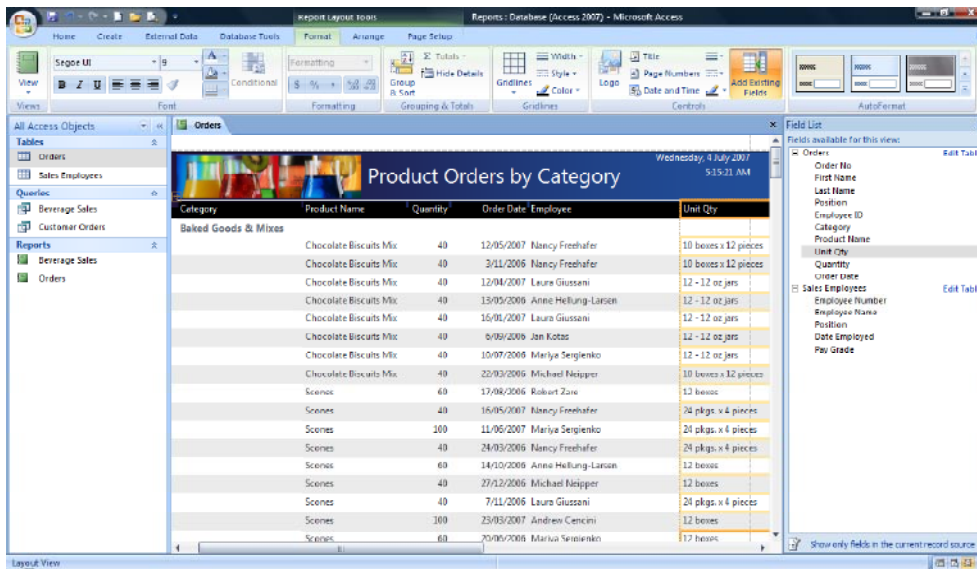 Report Layout Tools
Reports : Database (Access 2007) - Microsoft Access
Home Create External Data Database Tools Format Arrange Page Setup
View
Views
Segoe UI 9
B I U
Font
Conditional
Formatting
$ %
Formatting
Group & Sort
Σ Totals
Hide Details
Grouping & Totals
Gridlines
Width
Style
Color
Gridlines
Logo
Title
Page Numbers
Date and Time
Add Existing Fields
Controls
AutoFormat
All Access Objects
Tables
Orders
Sales Employees
Queries
Beverage Sales
Customer Orders
Reports
Beverage Sales
Orders
Orders
Product Orders by Category
Wednesday, 4 July 2007
5:15:21 AM
Category Product Name Quantity Order Date Employee Unit Qty
Baked Goods & Mixes
Chocolate Biscuits Mix 40 12/05/2007 Nancy Freehafer 10 boxes x 12 pieces
Chocolate Biscuits Mix 40 3/11/2006 Nancy Freehafer 10 boxes x 12 pieces
Chocolate Biscuits Mix 40 12/04/2007 Laura Giussani 12 - 12 oz jars
Chocolate Biscuits Mix 40 13/05/2006 Anne Hellung-Larsen 12 - 12 oz jars
Chocolate Biscuits Mix 40 16/01/2007 Laura Giussani 12 - 12 oz jars
Chocolate Biscuits Mix 40 6/09/2006 Jan Kotas 12 - 12 oz jars
Chocolate Biscuits Mix 40 10/07/2006 Mariya Sergienko 12 - 12 oz jars
Chocolate Biscuits Mix 40 22/03/2006 Michael Neipper 10 boxes x 12 pieces
Scones 60 17/08/2006 Robert Zare 12 boxes
Scones 40 16/05/2007 Nancy Freehafer 24 pkgs. x 4 pieces
Scones 100 11/06/2007 Mariya Sergienko 24 pkgs. x 4 pieces
Scones 40 24/03/2006 Nancy Freehafer 24 pkgs. x 4 pieces
Scones 60 14/10/2006 Anne Hellung-Larsen 12 boxes
Scones 40 27/12/2006 Michael Neipper 12 boxes
Scones 40 7/11/2006 Laura Giussani 24 pkgs. x 4 pieces
Scones 100 23/03/2007 Andrew Cencini 12 boxes
Scones 60 20/06/2006 Mariya Sergienko 12 boxes
Field List
Fields available for this view:
Orders Edit Tabl
Order No
First Name
Last Name
Position
Employee ID
Category
Product Name
Unit Qty
Quantity
Order Date
Sales Employees Edit Tabl
Employee Number
Employee Name
Position
Date Employed
Pay Grade
Show only fields in the current record source
Layout View